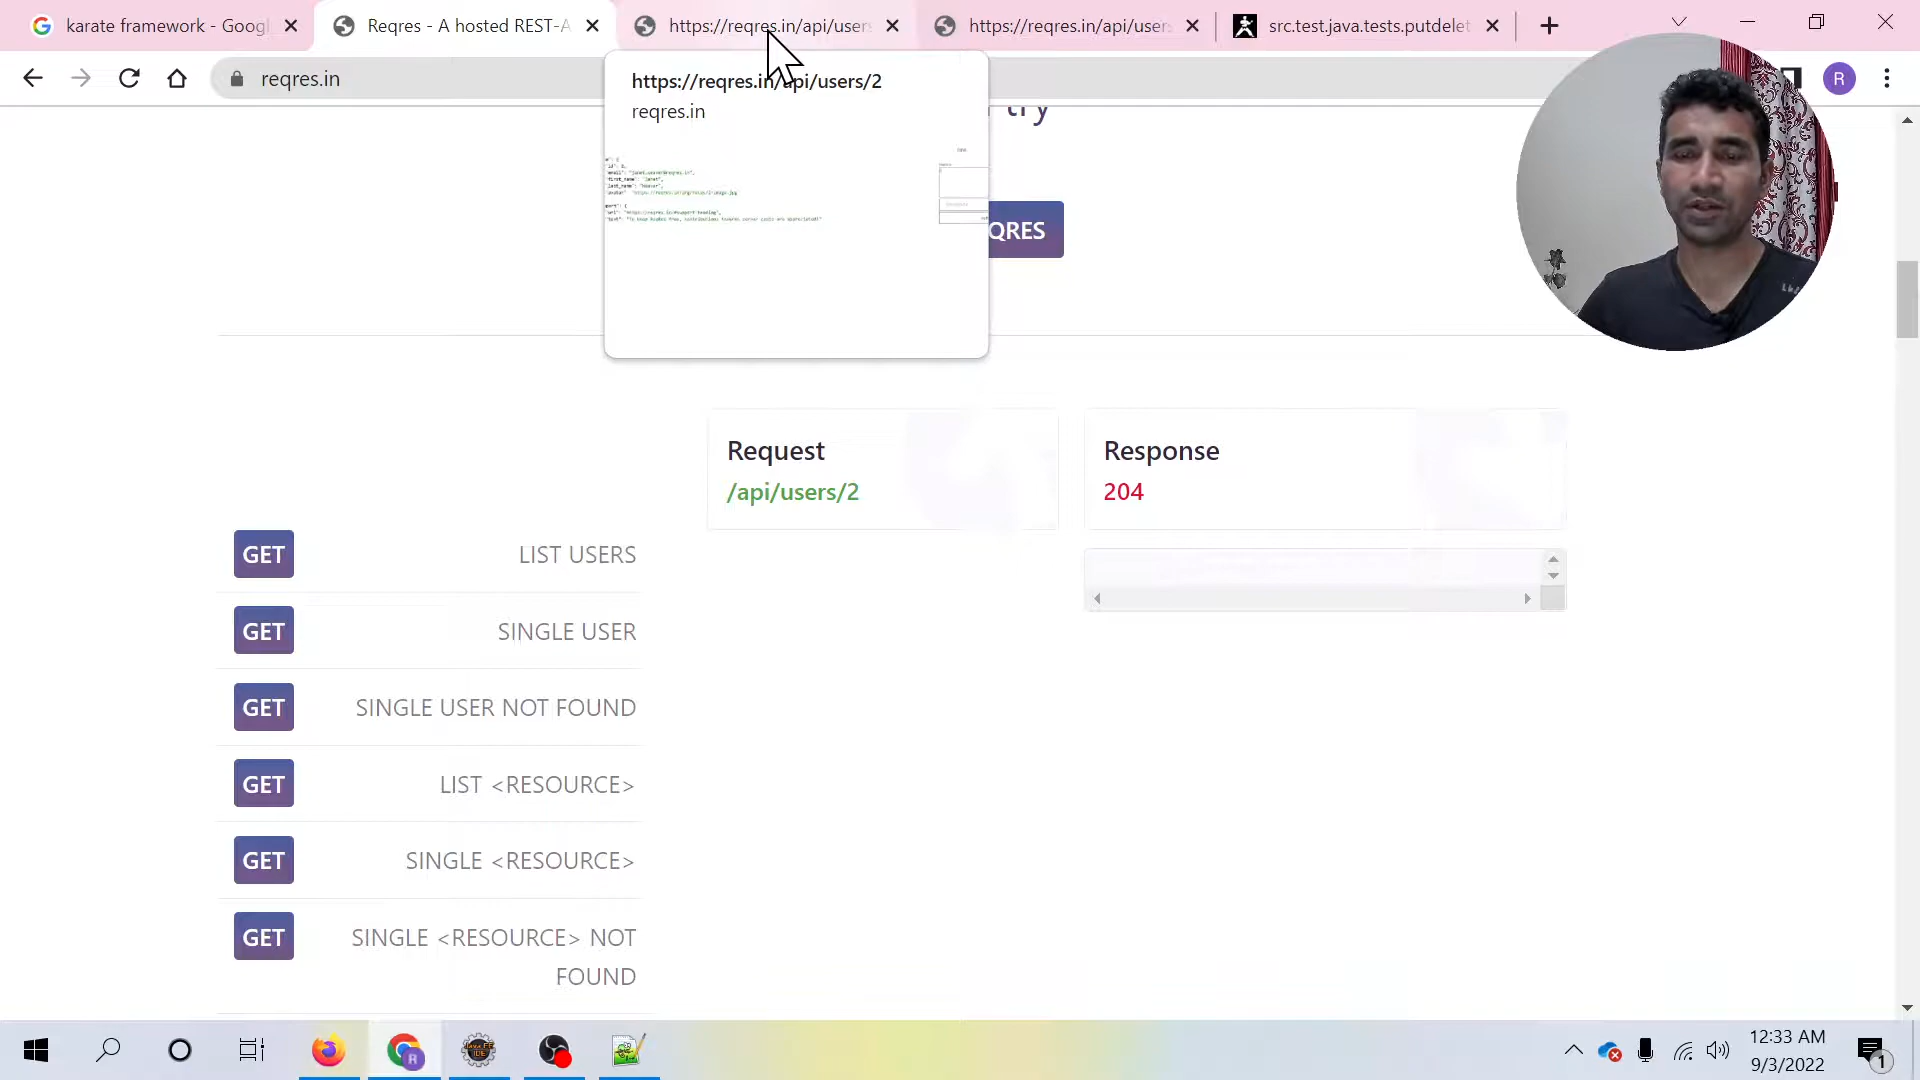 karate framework - Googl
Reqres - A hosted REST-A
https://reqres.in/api/users
https://reqres.in/api/users
src.test.java.tests.putdelet
reqres.in
R
https://reqres.in/api/users/2
reqres.in
r try
QRES
Request
/api/users/2
Response
204
GET LIST USERS
GET SINGLE USER
GET SINGLE USER NOT FOUND
GET LIST <RESOURCE>
GET SINGLE <RESOURCE>
GET SINGLE <RESOURCE> NOT
FOUND
12:33 AM
9/3/2022
1